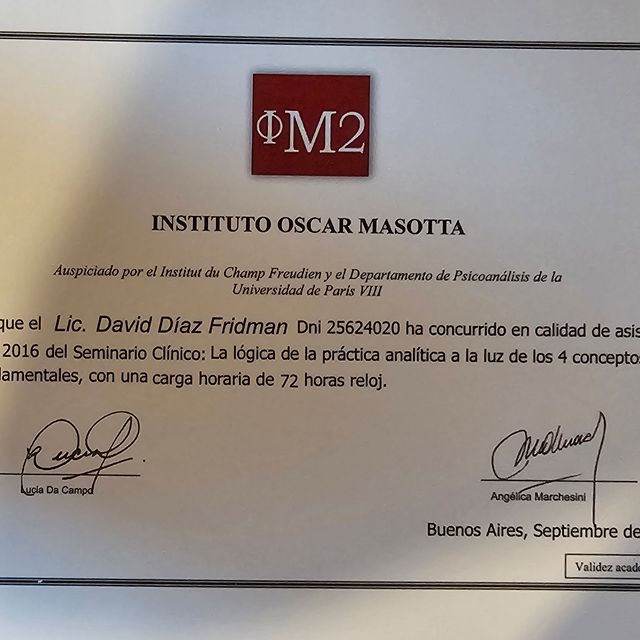 ΦM2
INSTITUTO OSCAR MASOTTA
Auspiciado por el Institut du Champ Freudien y el Departamento de Psicoanálisis de la
Universidad de París VIII
que el Lic. David Díaz Fridman Dni 25624020 ha concurrido en calidad de asis
2016 del Seminario Clínico: La lógica de la práctica analítica a la luz de los 4 conceptos
lamentales, con una carga horaria de 72 horas reloj.
Lucía Da Campo
Angélica Marchesini
Buenos Aires, Septiembre de
Validez acad